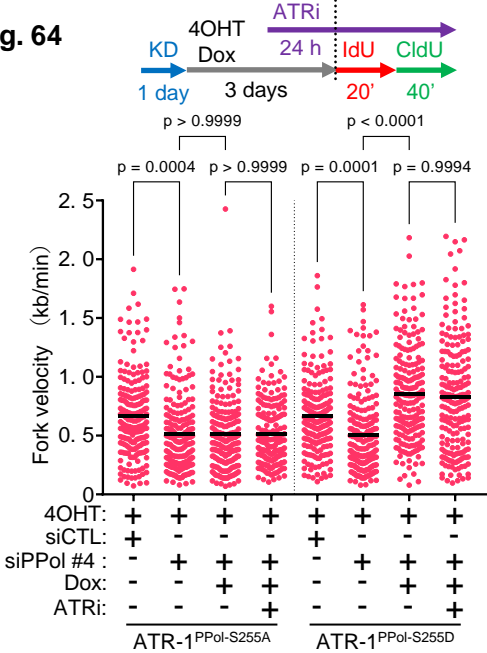 g. 64
ATRi
4OHT
KD Dox 24 h IdU CldU
1 day 3 days 20' 40'
p > 0.9999 p < 0.0001
p = 0.0004 p > 0.9999 p = 0.0001 p = 0.9994
Fork velocity (kb/min)
2.5
2.0
1.5
1.0
0.5
0
4OHT: + + + + + + + +
siCTL: + - - - + - - -
siPPol #4 : - + + + - + + +
Dox: - - + + - - + +
ATRi: - - - + - - - +
ATR-1PPol-S255A ATR-1PPol-S255D